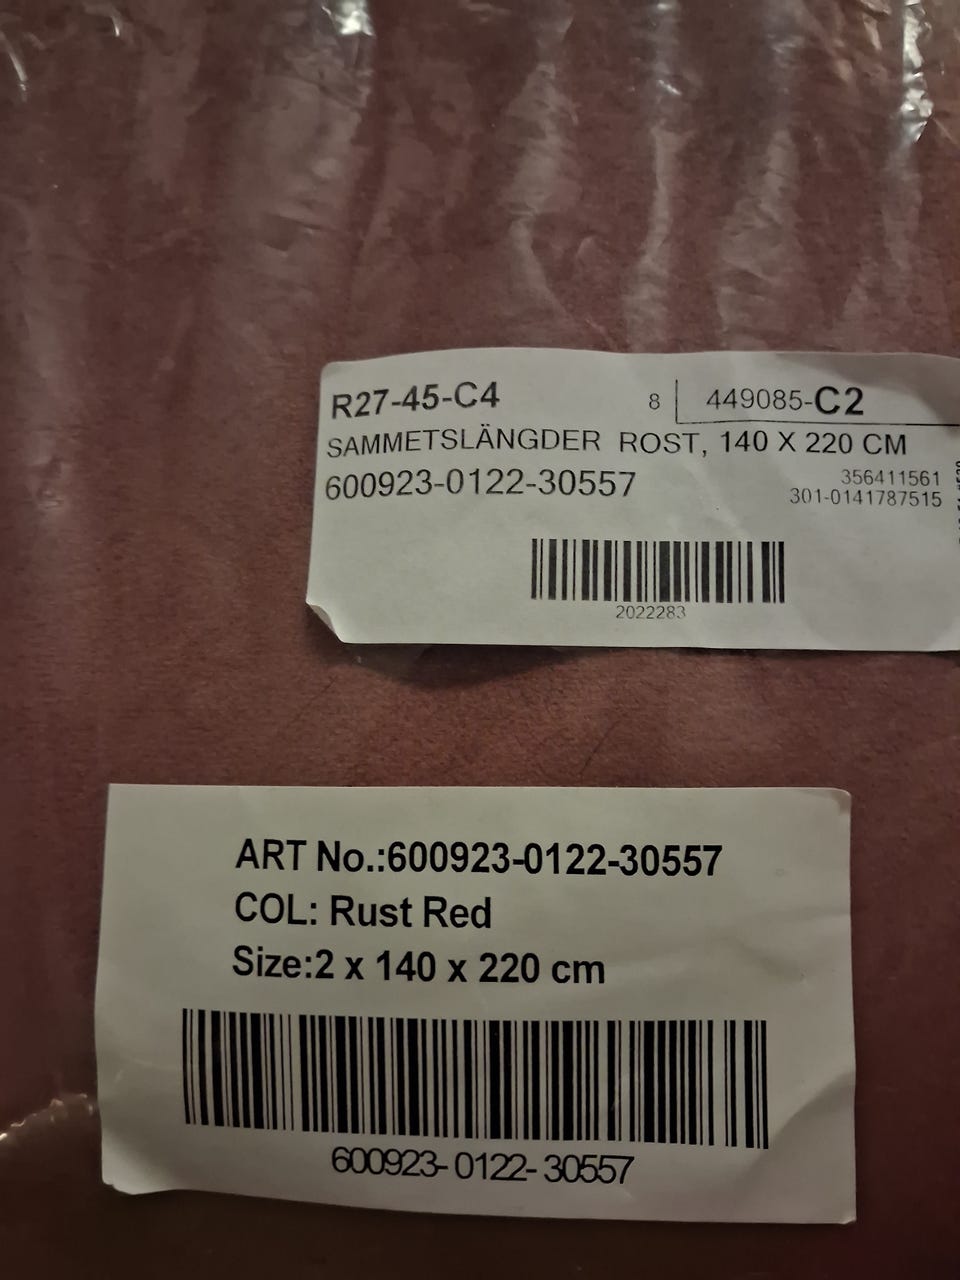 R27-45-C4 8 449085-C2
SAMMETSLÄNGDER ROST, 140 X 220 CM
600923-0122-30557 356411561
301-0141787515
2022283
ART No.:600923-0122-30557
COL: Rust Red
Size:2 x 140 x 220 cm
600923-0122-30557